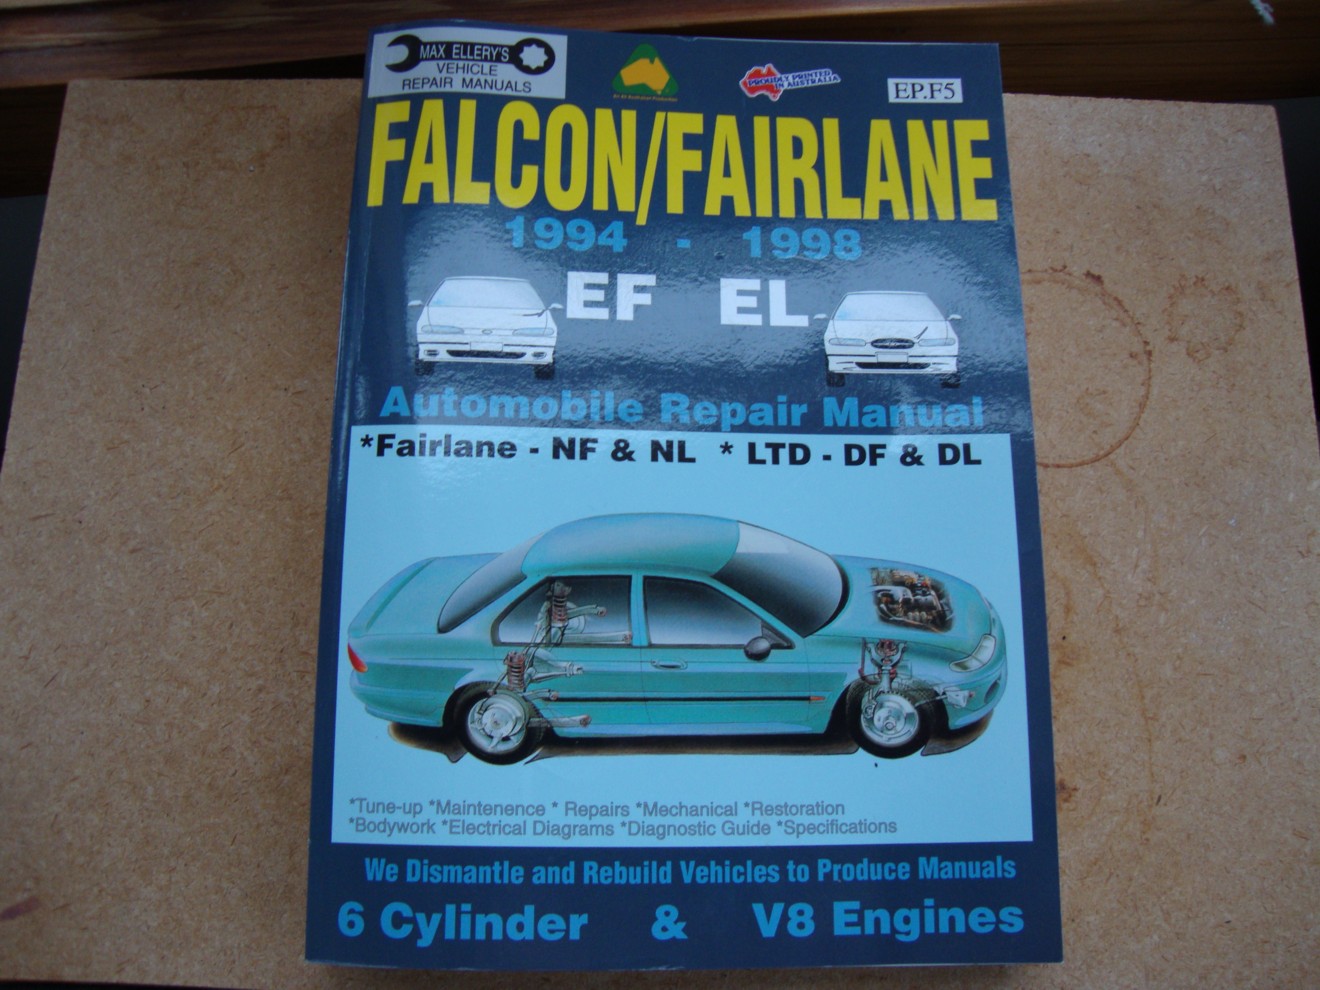 MAX ELLERY'S
VEHICLE
REPAIR MANUALS
PROUDLY PRINTED
IN AUSTRALIA
EP.F5
FALCON/FAIRLANE
1994 - 1998
EF EL
Automobile Repair Manual
*Fairlane - NF & NL * LTD - DF & DL
*Tune-up *Maintenence * Repairs *Mechanical *Restoration
*Bodywork *Electrical Diagrams *Diagnostic Guide *Specifications
We Dismantle and Rebuild Vehicles to Produce Manuals
6 Cylinder & V8 Engines